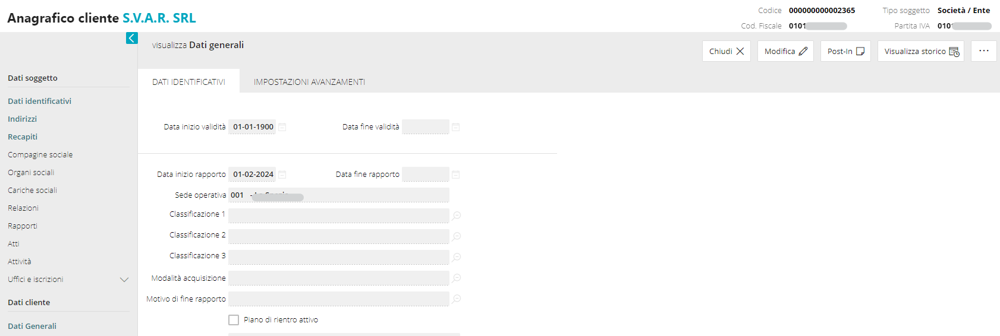 Anagrafico cliente S.V.A.R. SRL
Codice 000000000002365 Tipo soggetto Società / Ente
Cod. Fiscale 0101 Partita IVA 010
visualizza Dati generali
Chiudi Modifica Post-In Visualizza storico ...
Dati soggetto
Dati identificativi
Indirizzi
Recapiti
Compagine sociale
Organi sociali
Cariche sociali
Relazioni
Rapporti
Atti
Attività
Uffici e iscrizioni
Dati cliente
Dati Generali
DATI IDENTIFICATIVI IMPOSTAZIONI AVANZAMENTI
Data inizio validità 01-01-1900 Data fine validità
Data inizio rapporto 01-02-2024 Data fine rapporto
Sede operativa 001 -
Classificazione 1
Classificazione 2
Classificazione 3
Modalità acquisizione
Motivo di fine rapporto
Piano di rientro attivo